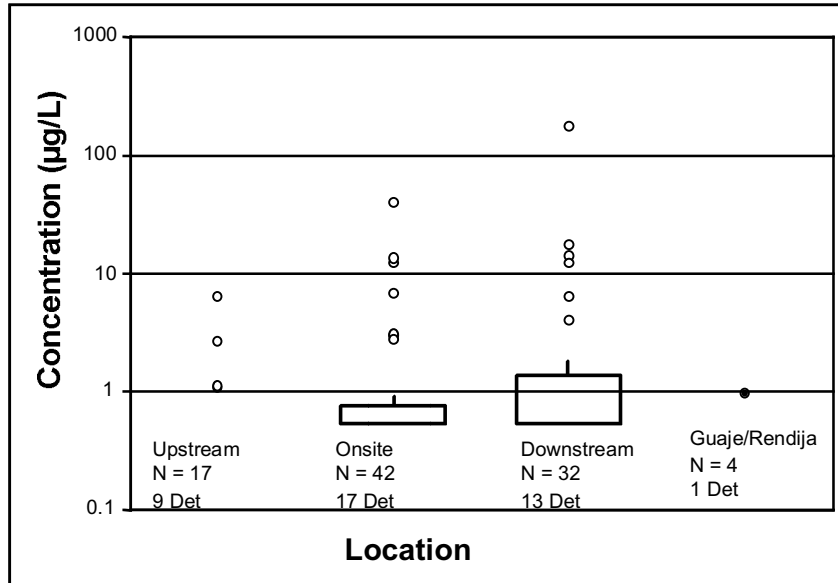 1000
100
10
1
0.1
Concentration (µg/L)
Upstream
N = 17
9 Det
Onsite
N = 42
17 Det
Downstream
N = 32
13 Det
Guaje/Rendija
N = 4
1 Det
Location